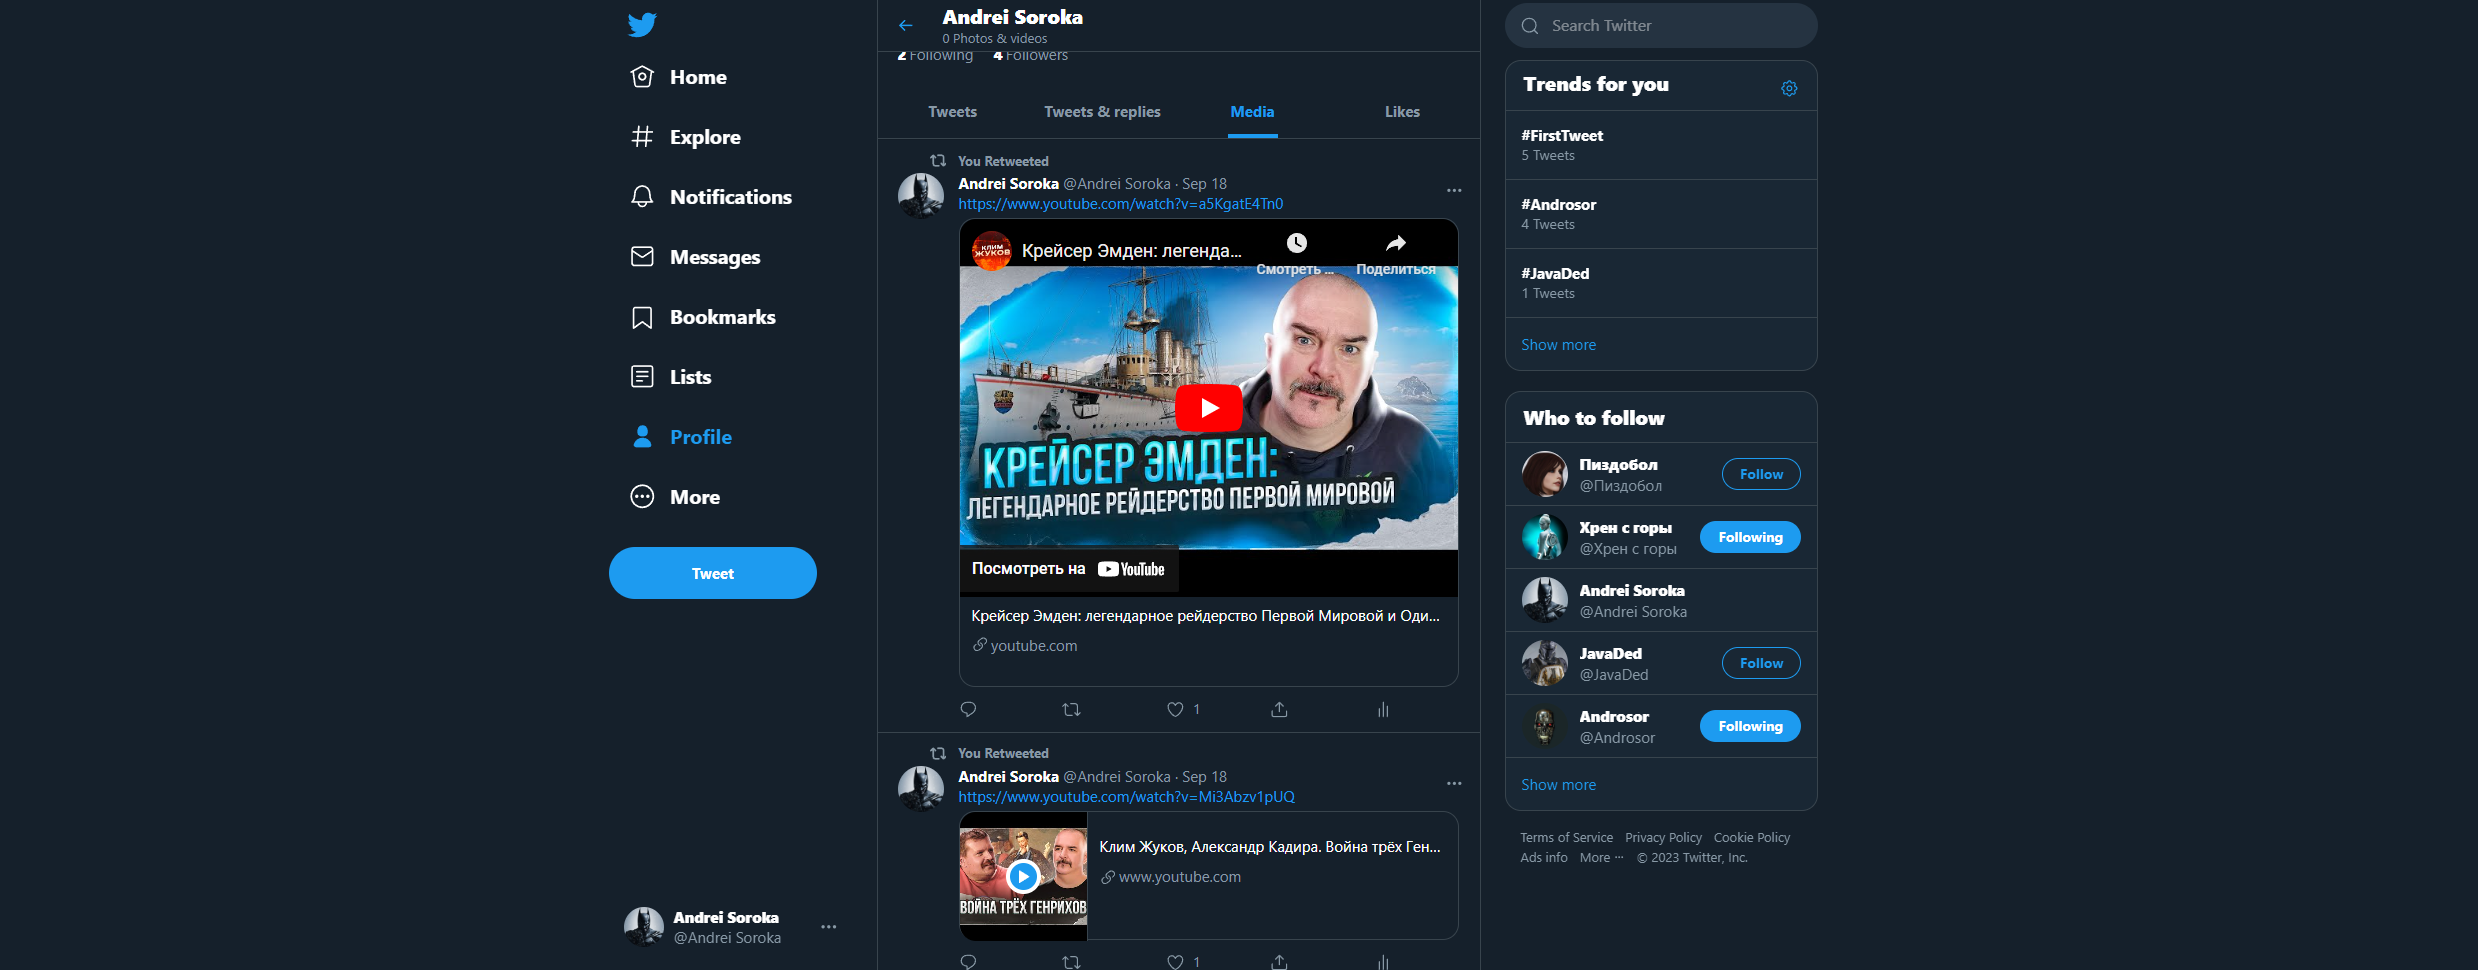 Home
Explore
Notifications
Messages
Bookmarks
Lists
Profile
More
Tweet
Andrei Soroka
@Andrei Soroka
Andrei Soroka
0 Photos & videos
2 Following 4 Followers
Tweets Tweets & replies Media Likes
You Retweeted
Andrei Soroka @Andrei Soroka · Sep 18
https://www.youtube.com/watch?v=a5KgatE4Tn0
КЛИМ
ЖУКОВ
Крейсер Эмден: легенда...
Смотреть ...
Поделиться
КРЕЙСЕР ЭМДЕН:
ЛЕГЕНДАРНОЕ РЕЙДЕРСТВО ПЕРВОЙ МИРОВОЙ
Посмотреть на YouTube
Крейсер Эмден: легендарное рейдерство Первой Мировой и Оди...
youtube.com
1
You Retweeted
Andrei Soroka @Andrei Soroka · Sep 18
https://www.youtube.com/watch?v=Mi3Abzv1pUQ
ВОЙНА ТРЁХ ГЕНРИХОВ
Клим Жуков, Александр Кадира. Война трёх Ген...
www.youtube.com
1
Search Twitter
Trends for you
#FirstTweet
5 Tweets
#Androsor
4 Tweets
#JavaDed
1 Tweets
Show more
Who to follow
Пиздобол
@Пиздобол
Follow
Хрен с горы
@Хрен с горы
Following
Andrei Soroka
@Andrei Soroka
JavaDed
@JavaDed
Follow
Androsor
@Androsor
Following
Show more
Terms of Service Privacy Policy Cookie Policy
Ads info More ··· © 2023 Twitter, Inc.